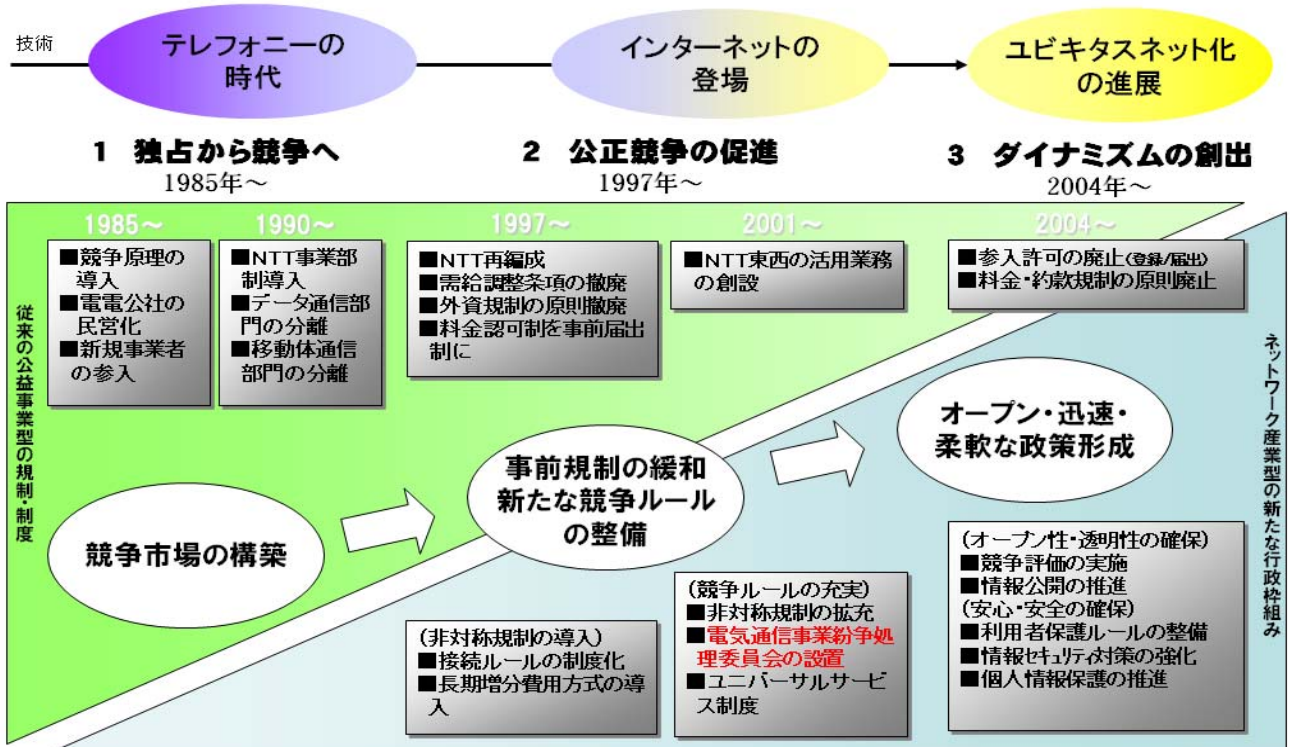 技術
テレフォニーの
時代
インターネットの
登場
ユビキタスネット化
の進展
1 独占から競争へ
1985年～
2 公正競争の促進
1997年～
3 ダイナミズムの創出
2004年～
従来の公益事業型の規制・制度
1985～
■競争原理の
導入
■電電公社の
民営化
■新規事業者
の参入
1990～
■NTT事業部
制導入
■データ通信部
門の分離
■移動体通信
部門の分離
1997～
■NTT再編成
■需給調整条項の撤廃
■外資規制の原則撤廃
■料金認可制を事前届出
制に
2001～
■NTT東西の活用業務
の創設
2004～
■参入許可の廃止(登録/届出)
■料金・約款規制の原則廃止
競争市場の構築
事前規制の緩和
新たな競争ルール
の整備
オープン・迅速・
柔軟な政策形成
(非対称規制の導入)
■接続ルールの制度化
■長期増分費用方式の導
入
(競争ルールの充実)
■非対称規制の拡充
■電気通信事業紛争処
理委員会の設置
■ユニバーサルサービ
ス制度
(オープン性・透明性の確保)
■競争評価の実施
■情報公開の推進
(安心・安全の確保)
■利用者保護ルールの整備
■情報セキュリティ対策の強化
■個人情報保護の推進
ネットワーク産業型の新たな行政枠組み